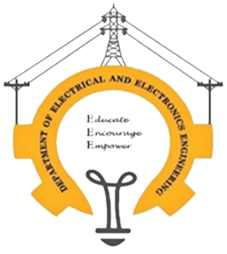 DEPARTMENT OF ELECTRICAL AND ELECTRONICS ENGINEERING
Educate
Encourage
Empower